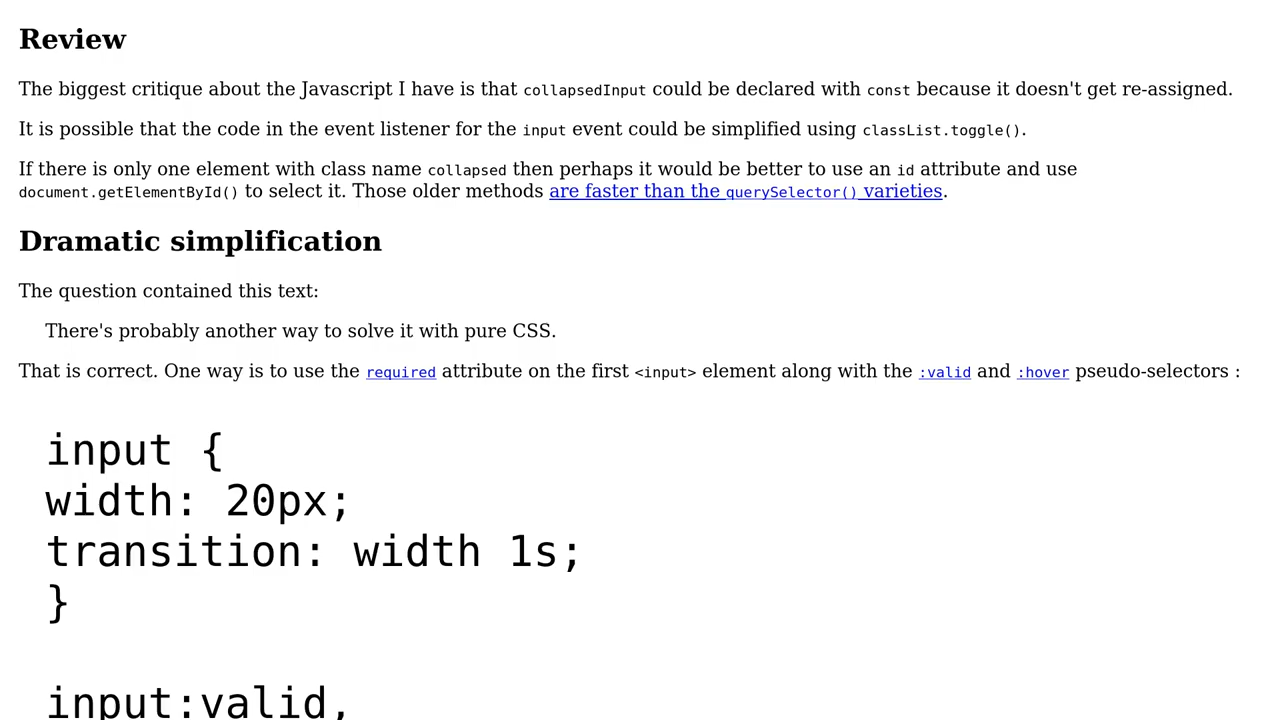 Review
The biggest critique about the Javascript I have is that collapsedInput could be declared with const because it doesn't get re-assigned.
It is possible that the code in the event listener for the input event could be simplified using classList.toggle().
If there is only one element with class name collapsed then perhaps it would be better to use an id attribute and use
document.getElementById() to select it. Those older methods are faster than the querySelector() varieties.
Dramatic simplification
The question contained this text:
There's probably another way to solve it with pure CSS.
That is correct. One way is to use the required attribute on the first <input> element along with the :valid and :hover pseudo-selectors :
input {
width: 20px;
transition: width 1s;
}
input:valid,